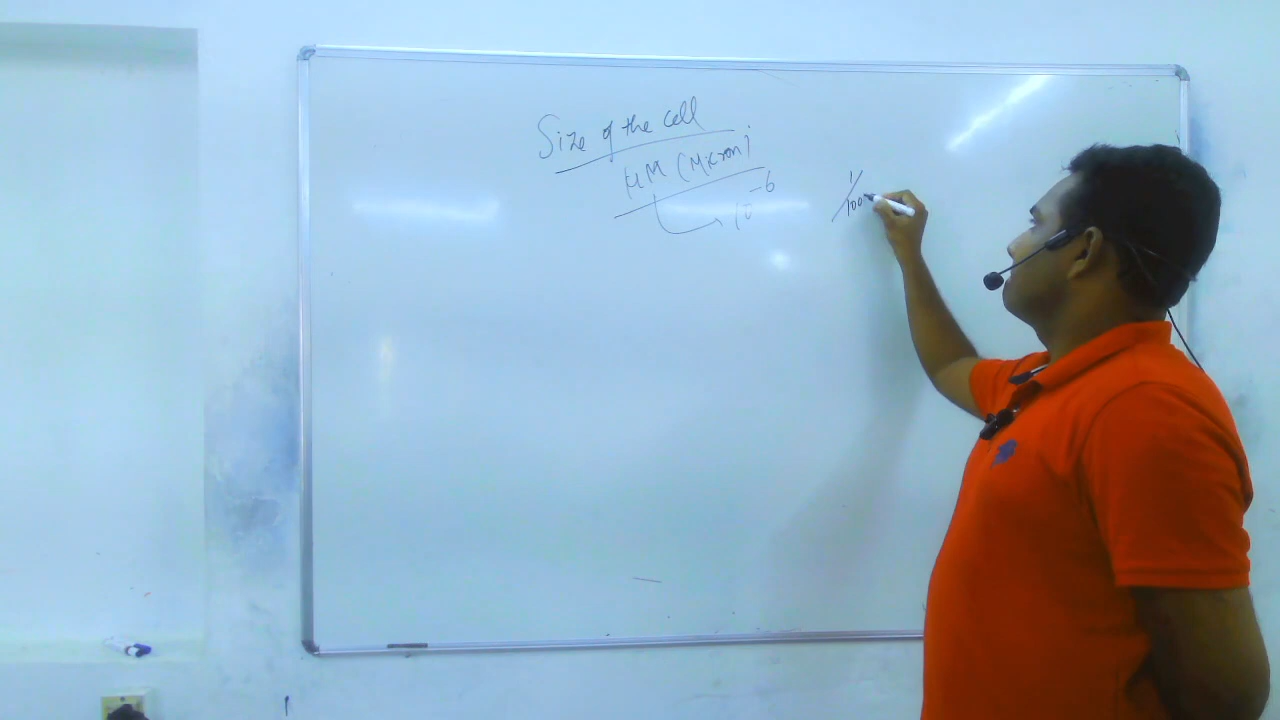 Size of the cell
μM (Micron)
10⁻⁶
1/100